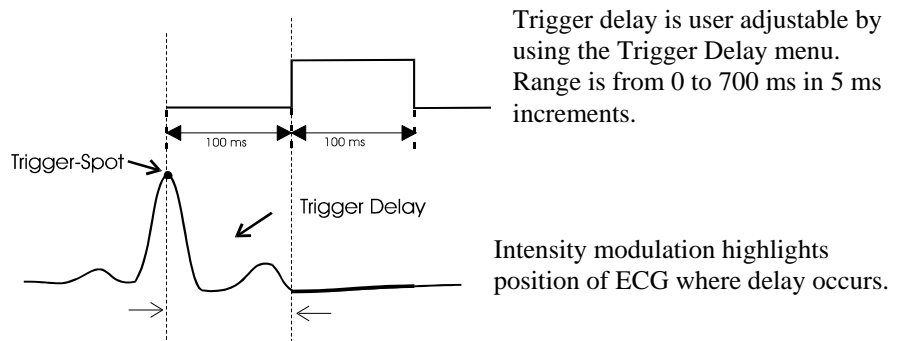 Trigger delay is user adjustable by
using the Trigger Delay menu.
Range is from 0 to 700 ms in 5 ms
increments.
100 ms
100 ms
Trigger-Spot
Trigger Delay
Intensity modulation highlights
position of ECG where delay occurs.